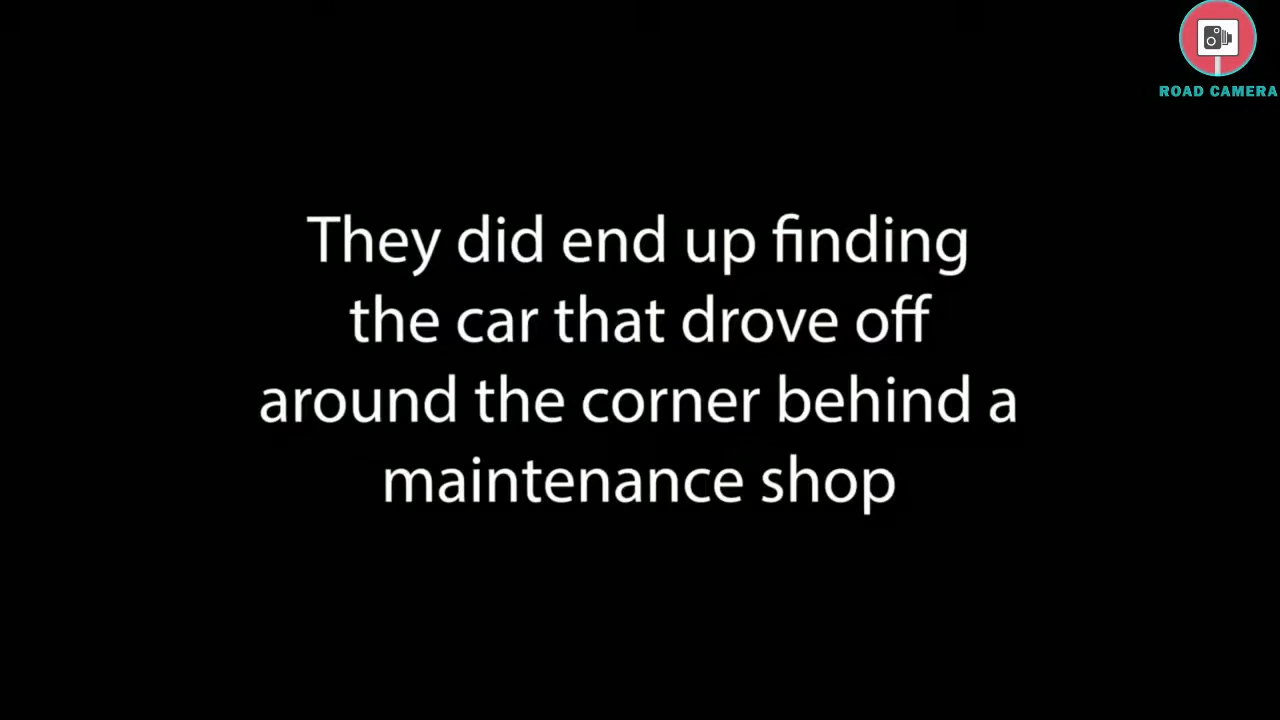 ROAD CAMERA
They did end up finding
the car that drove off
around the corner behind a
maintenance shop